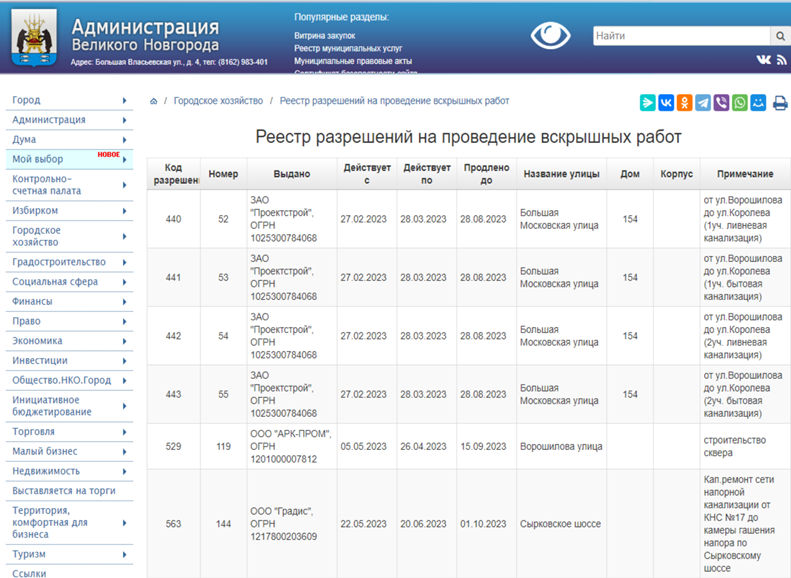 Администрация
Великого Новгорода
Адрес: Большая Власьевская ул., д. 4, тел: (8162) 983-401
Популярные разделы:
Витрина закупок
Реестр муниципальных услуг
Муниципальные правовые акты
Сертификат безопасности сайта
Найти
Город
Администрация
Дума
Мой выбор НОВОЕ
Контрольно-
счетная палата
Избирком
Городское
хозяйство
Градостроительство
Социальная сфера
Финансы
Право
Экономика
Инвестиции
Общество.НКО.Город
Инициативное
бюджетирование
Торговля
Малый бизнес
Недвижимость
Выставляется на торги
Территория,
комфортная для
бизнеса
Туризм
Ссылки
/ Городское хозяйство / Реестр разрешений на проведение вскрышных работ
Реестр разрешений на проведение вскрышных работ
Код Действует Действует Продлено
разрешен Номер Выдано с по до Название улицы Дом Корпус Примечание
440 52 ЗАО "Проектстрой", ОГРН 1025300784068 27.02.2023 28.03.2023 28.08.2023 Большая Московская улица 154 от ул.Ворошилова до ул.Королева (1уч. ливневая канализация)
441 53 ЗАО "Проектстрой", ОГРН 1025300784068 27.02.2023 28.03.2023 28.08.2023 Большая Московская улица 154 от ул.Ворошилова до ул.Королева (1уч. бытовая канализация)
442 54 ЗАО "Проектстрой", ОГРН 1025300784068 27.02.2023 28.03.2023 28.08.2023 Большая Московская улица 154 от ул.Ворошилова до ул.Королева (2уч. ливневая канализация)
443 55 ЗАО "Проектстрой", ОГРН 1025300784068 27.02.2023 28.03.2023 28.08.2023 Большая Московская улица 154 от ул.Ворошилова до ул.Королева (2уч. бытовая канализация)
529 119 ООО "АРК-ПРОМ", ОГРН 1201000007812 05.05.2023 26.04.2023 15.09.2023 Ворошилова улица строительство сквера
563 144 ООО "Градис", ОГРН 1217800203609 22.05.2023 20.06.2023 01.10.2023 Сырковское шоссе Кап.ремонт сети напорной канализации от КНС №17 до камеры гашения напора по Сырковскому шоссе